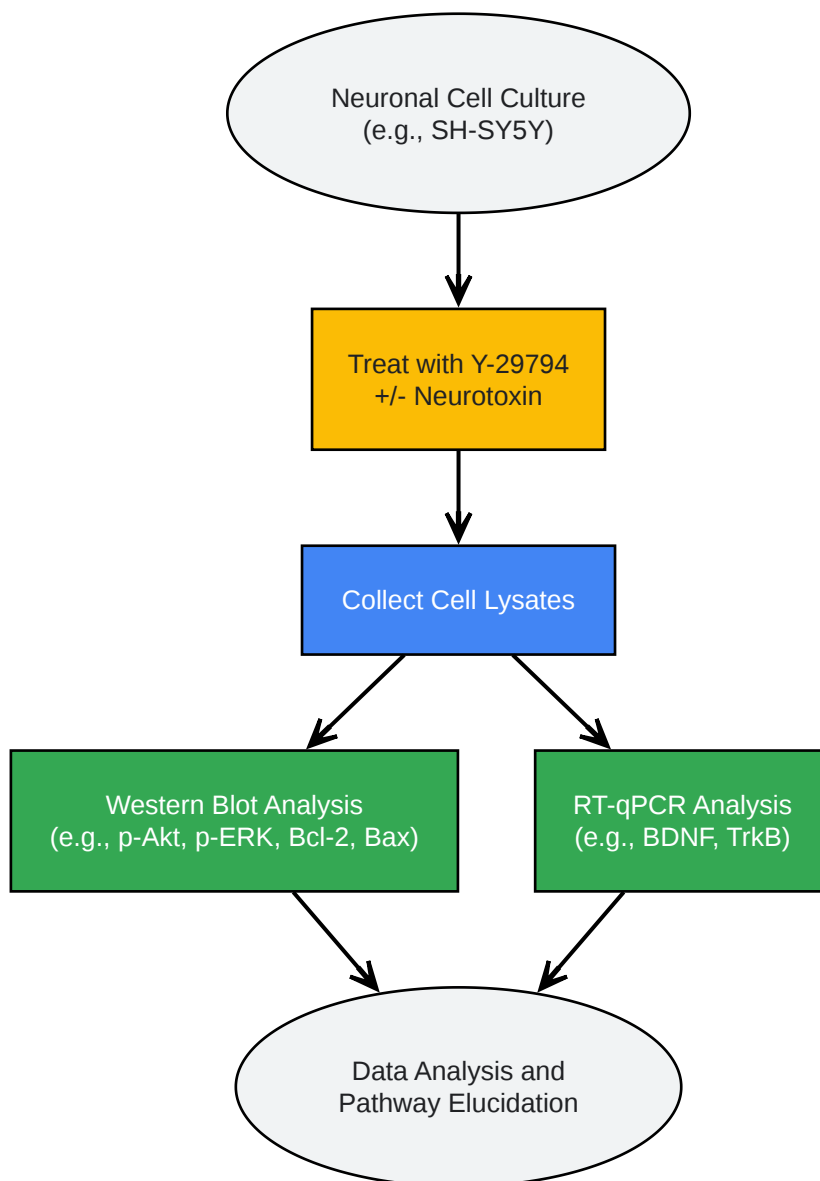 Neuronal Cell Culture
(e.g., SH-SY5Y)
Treat with Y-29794
+/- Neurotoxin
Collect Cell Lysates
Western Blot Analysis
(e.g., p-Akt, p-ERK, Bcl-2, Bax)
RT-qPCR Analysis
(e.g., BDNF, TrkB)
Data Analysis and
Pathway Elucidation